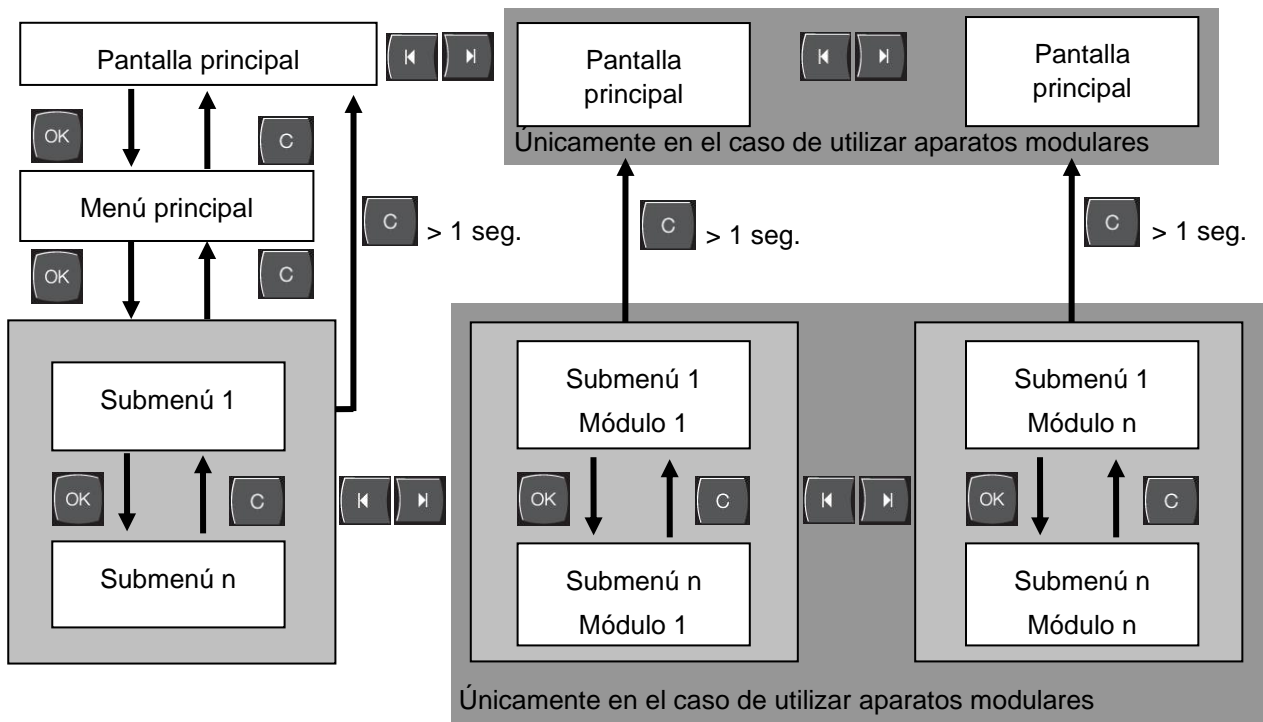 Pantalla principal
Pantalla
principal
Pantalla
principal
Únicamente en el caso de utilizar aparatos modulares
OK
C
Menú principal
C
> 1 seg.
C
> 1 seg.
C
> 1 seg.
OK
C
Submenú 1
Submenú 1
Módulo 1
Submenú 1
Módulo n
OK
C
OK
C
OK
C
Submenú n
Submenú n
Módulo 1
Submenú n
Módulo n
Únicamente en el caso de utilizar aparatos modulares